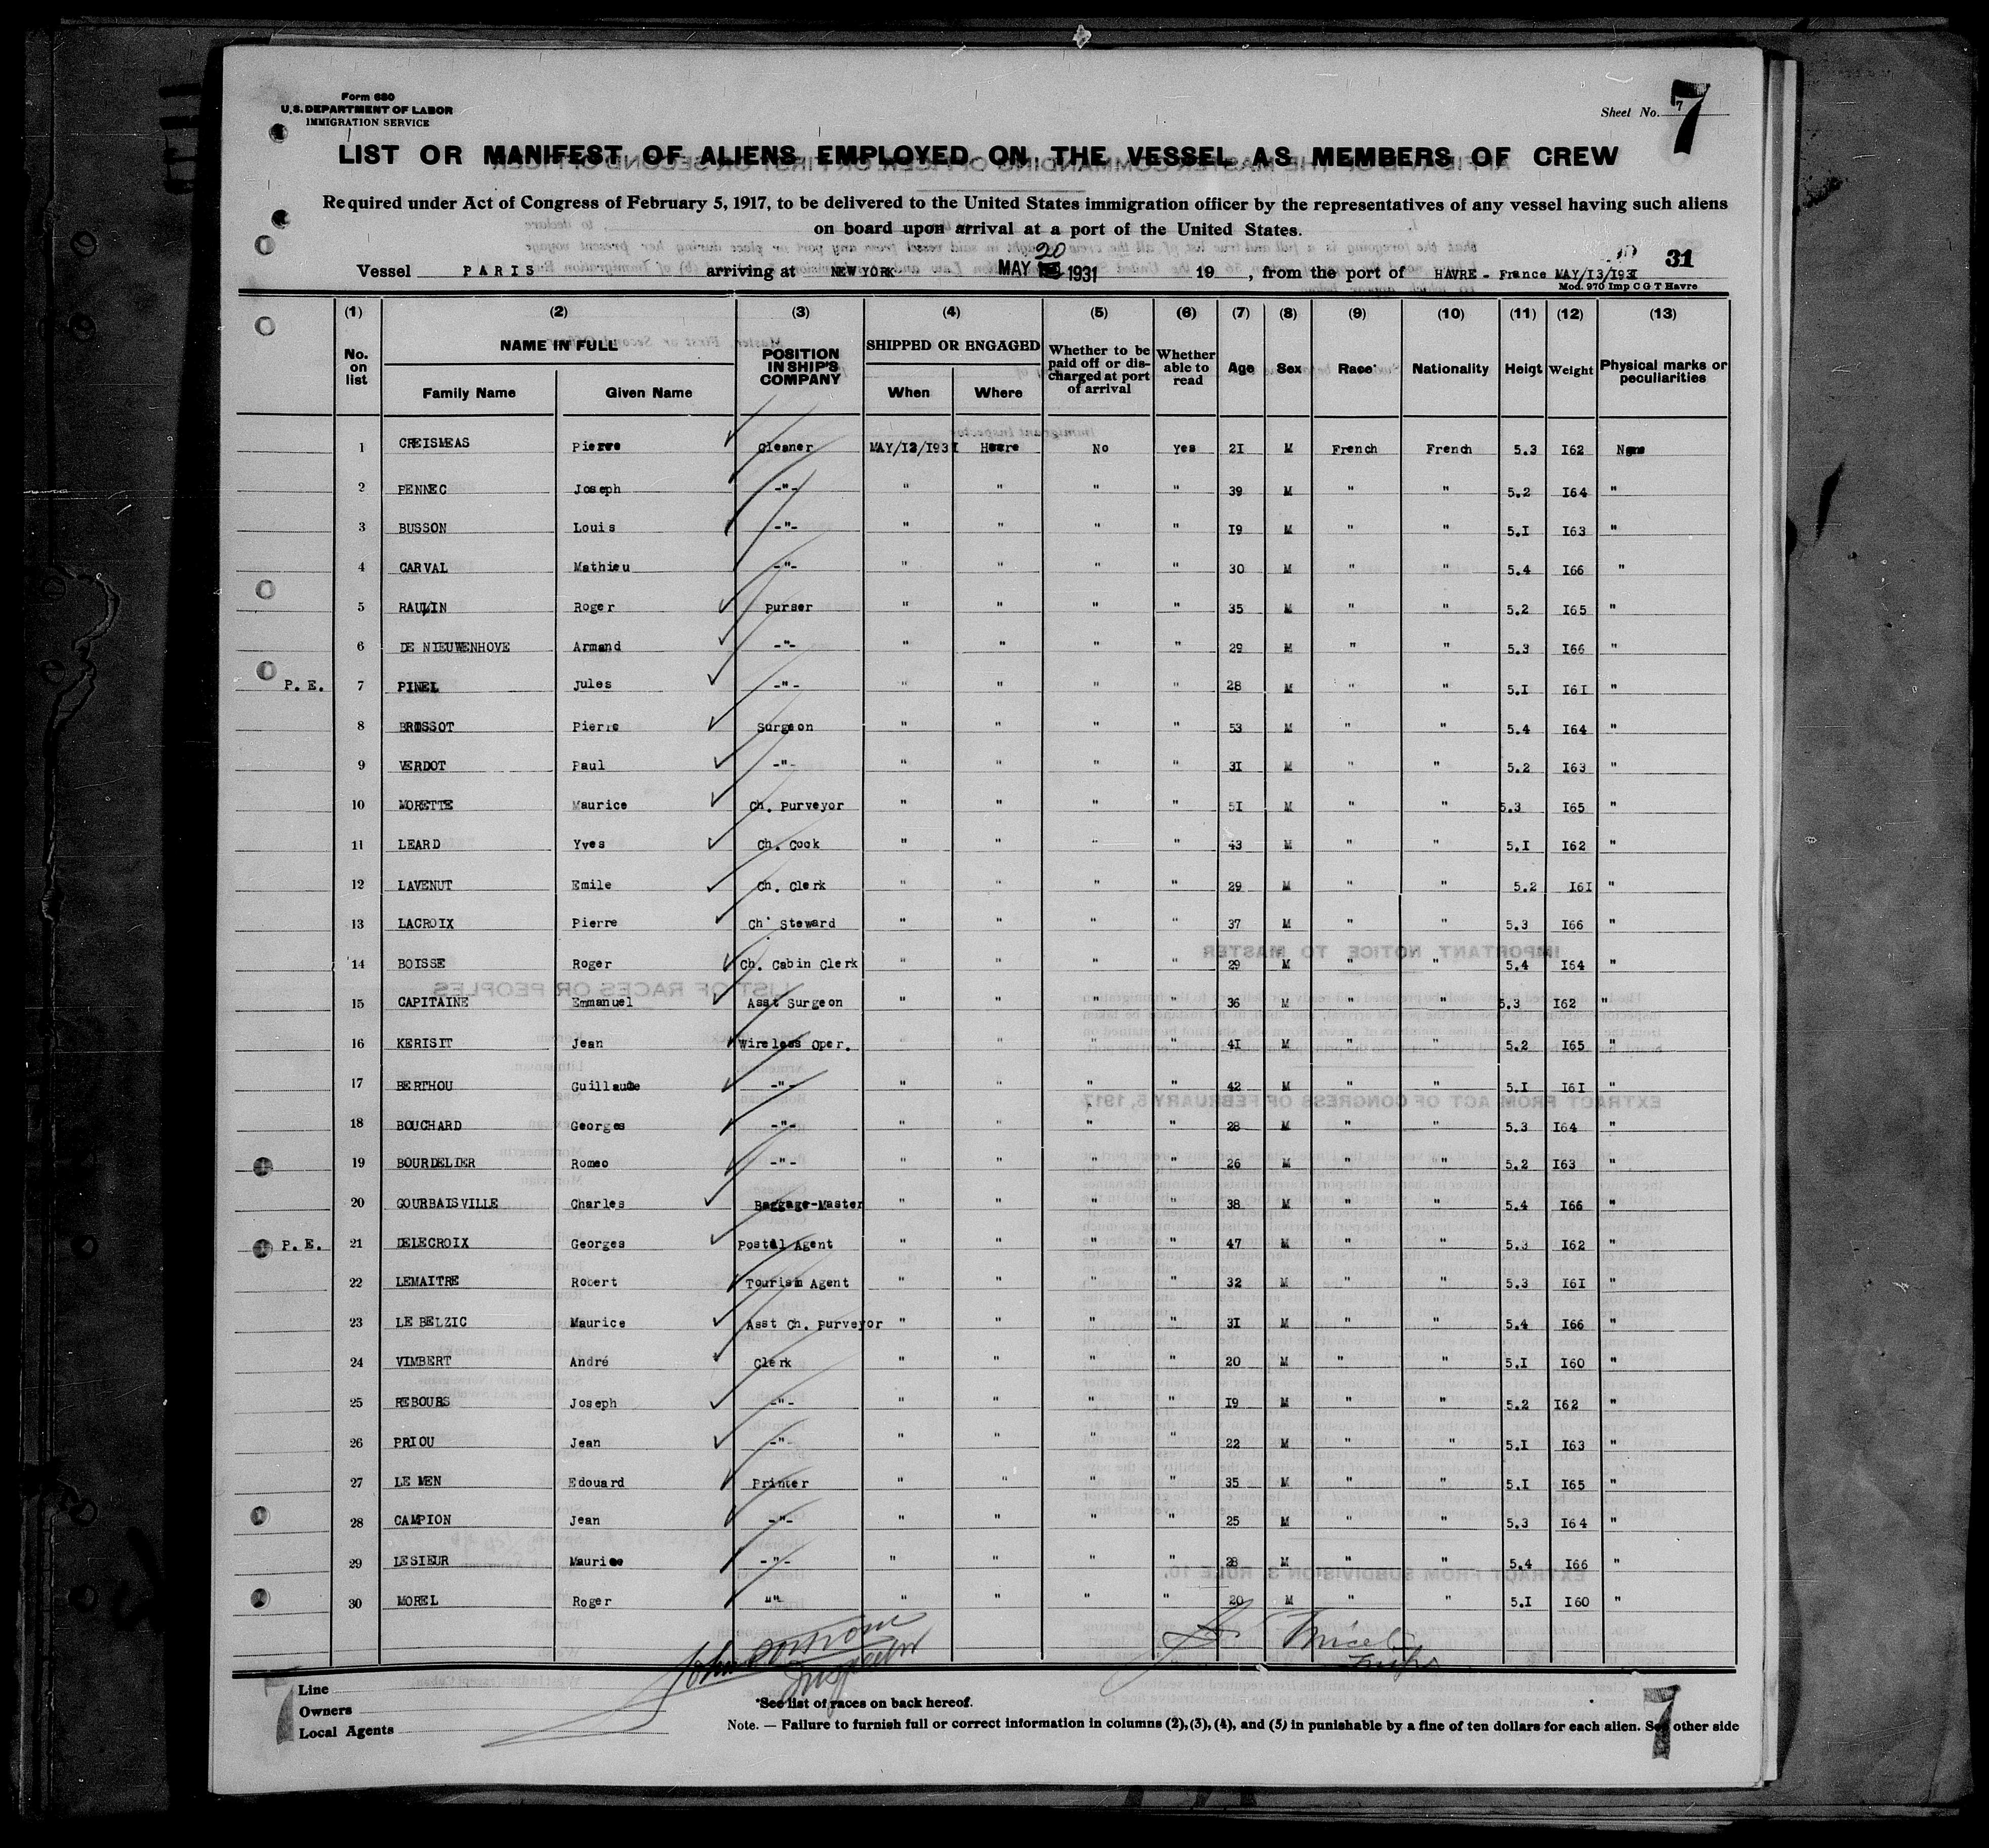 Form 680
U.S. DEPARTMENT OF LABOR
IMMIGRATION SERVICE
Sheet No. 7
7
LIST OR MANIFEST OF ALIENS EMPLOYED ON THE VESSEL AS MEMBERS OF CREW
Required under Act of Congress of February 5, 1917, to be delivered to the United States immigration officer by the representatives of any vessel having such aliens
on board upon arrival at a port of the United States.
Vessel PARIS arriving at NEW YORK MAY 20 1931 19 , from the port of HAVRE - France MAY/13/1931 31
Mod. 970 Imp C G T Havre
(1) (2) (3) (4) (5) (6) (7) (8) (9) (10) (11) (12) (13)
No. on list NAME IN FULL Family Name Given Name POSITION IN SHIP'S COMPANY SHIPPED OR ENGAGED When Where Whether to be paid off or discharged at port of arrival Whether able to read Age Sex Race* Nationality Heigt Weight Physical marks or peculiarities
1 CREISMEAS Pierre Cleaner MAY/12/1931 Havre No Yes 21 M French French 5.3 162 None
2 PENNEC Joseph -"- " " " " 39 M " " 5.2 164 "
3 BUSSON Louis -"- " " " " 19 M " " 5.1 163 "
4 CARVAL Mathieu -"- " " " " 30 M " " 5.4 166 "
5 RAULIN Roger Purser " " " " 35 M " " 5.2 165 "
6 DE NIEUWENHOVE Armand -"- " " " " 29 M " " 5.3 166 "
P. E. 7 PINEL Jules -"- " " " " 28 M " " 5.1 161 "
8 BROSSOT Pierre Surgeon " " " " 53 M " " 5.4 164 "
9 VERDOT Paul -"- " " " " 31 M " " 5.2 163 "
10 MORETTE Maurice Ch. Purveyor " " " " 51 M " " 5.3 165 "
11 LEARD Yves Ch. Cook " " " " 43 M " " 5.1 162 "
12 LAVENUT Emile Ch. Clerk " " " " 29 M " " 5.2 161 "
13 LACROIX Pierre Ch' Steward " " " " 37 M " " 5.3 166 "
14 BOISSE Roger Ch. Cabin Clerk " " " " 29 M " " 5.4 164 "
15 CAPITAINE Emmanuel Asst Surgeon " " " " 36 M " " 5.3 162 "
16 KERISIT Jean Wireless Oper. " " " " 41 M " " 5.2 165 "
17 BERTHOU Guillaume -"- " " " " 42 M " " 5.1 161 "
18 BOUCHARD Georges -"- " " " " 28 M " " 5.3 164 "
19 BOURDELIER Romeo -"- " " " " 26 M " " 5.2 163 "
20 GOURBAISVILLE Charles Baggage-Master " " " " 38 M " " 5.4 166 "
P. E. 21 DELECROIX Georges Postal Agent " " " " 47 M " " 5.3 162 "
22 LEMAITRE Robert Tourism Agent " " " " 32 M " " 5.3 161 "
23 LE BELZIC Maurice Asst Ch. Purveyor " " " " 31 M " " 5.4 166 "
24 VIMBERT André Clerk " " " " 20 M " " 5.1 160 "
25 REBOURS Joseph -"- " " " " 19 M " " 5.2 162 "
26 PRIOU Jean -"- " " " " 22 M " " 5.1 163 "
27 LE MEN Edouard Printer " " " " 35 M " " 5.1 165 "
28 CAMPION Jean -"- " " " " 25 M " " 5.3 164 "
29 LESIEUR Maurice -"- " " " " 28 M " " 5.4 166 "
30 MOREL Roger "" " " " " 20 M " " 5.1 160 "
John
Inspector
Line
Owners
Local Agents
*See list of races on back hereof.
Note. — Failure to furnish full or correct information in columns (2), (3), (4), and (5) in punishable by a fine of ten dollars for each alien. See other side
7
7